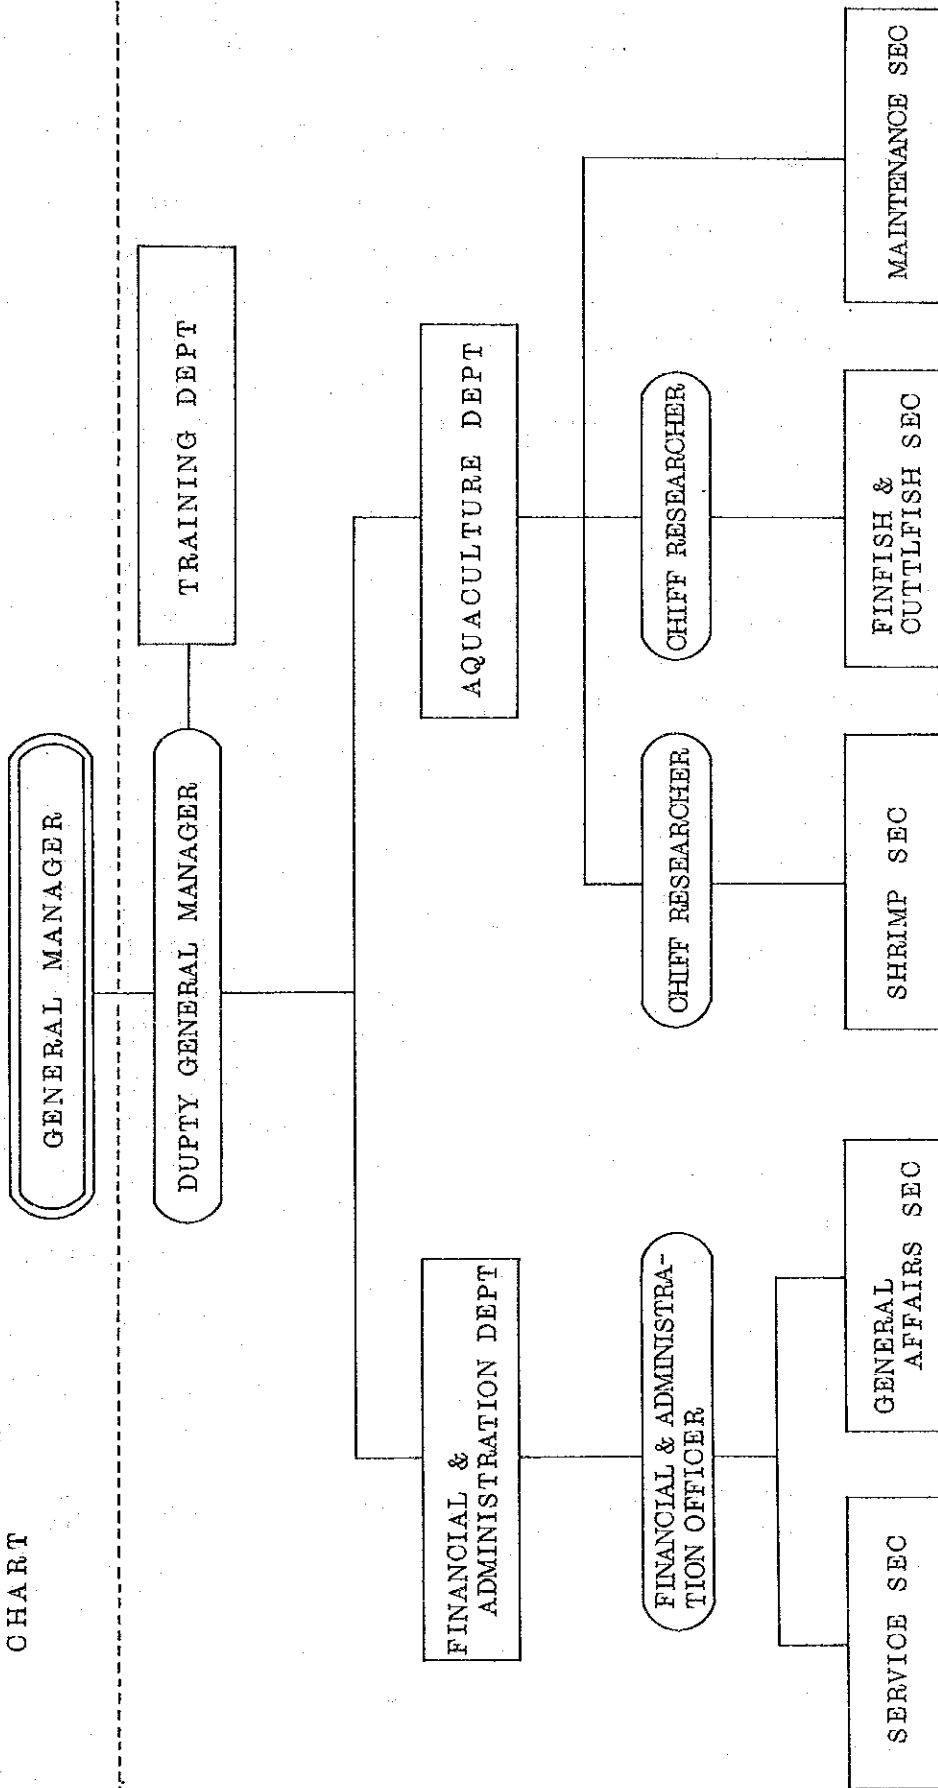 CHART
GENERAL MANAGER
DUPTY GENERAL MANAGER
TRAINING DEPT
FINANCIAL &
ADMINISTRATION DEPT
AQUACULTURE DEPT
FINANCIAL & ADMINISTRA-
TION OFFICER
CHIFF RESEARCHER
CHIFF RESEARCHER
SERVICE SEC
GENERAL
AFFAIRS SEC
SHRIMP SEC
FINFISH &
CUTTLFISH SEC
MAINTENANCE SEC